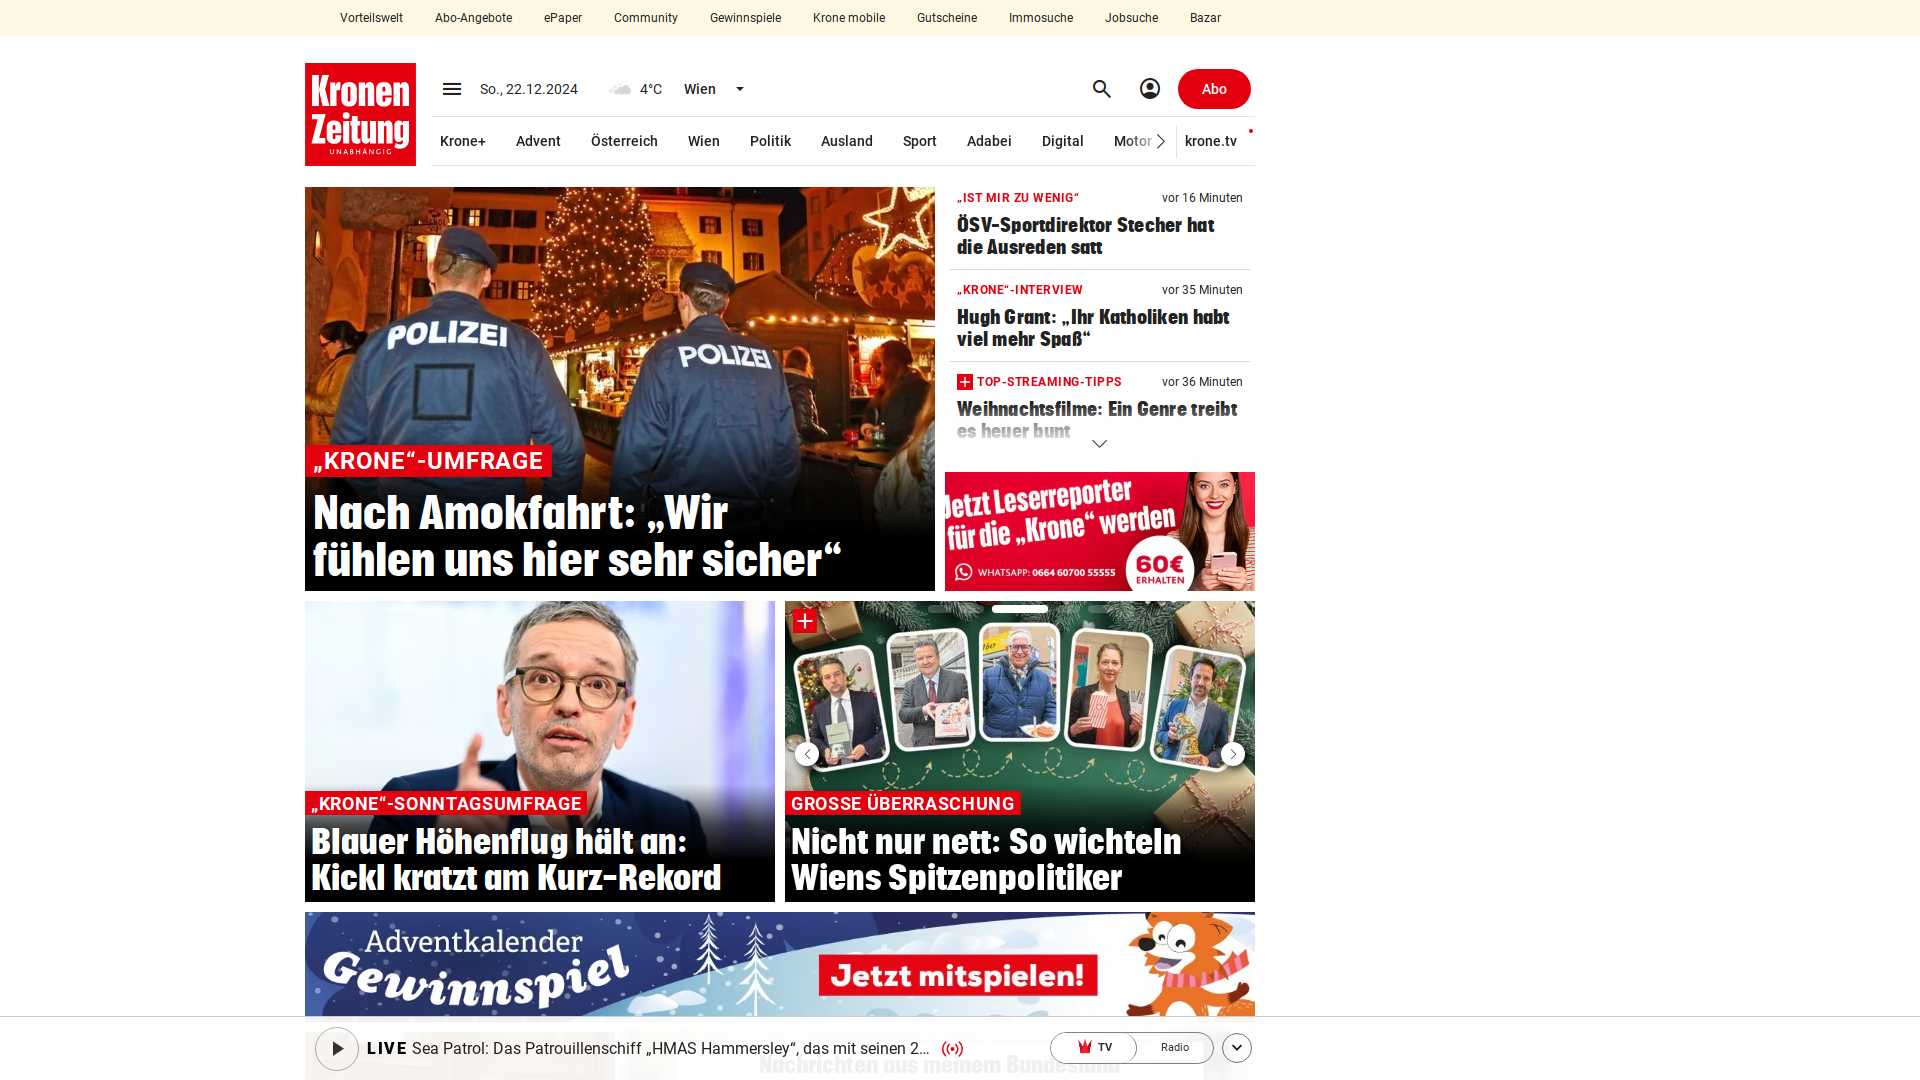 Vorteilswelt Abo-Angebote ePaper Community Gewinnspiele Krone mobile Gutscheine Immosuche Jobsuche Bazar
Kronen
Zeitung
UNABHÄNGIG
So., 22.12.2024 4°C Wien Abo
Krone+ Advent Österreich Wien Politik Ausland Sport Adabei Digital Motor krone.tv
POLIZEI
POLIZEI
„KRONE“-UMFRAGE
Nach Amokfahrt: „Wir
fühlen uns hier sehr sicher“
„IST MIR ZU WENIG“ vor 16 Minuten
ÖSV-Sportdirektor Stecher hat
die Ausreden satt
„KRONE“-INTERVIEW vor 35 Minuten
Hugh Grant: „Ihr Katholiken habt
viel mehr Spaß“
TOP-STREAMING-TIPPS vor 36 Minuten
Weihnachtsfilme: Ein Genre treibt
es heuer bunt
Jetzt Leserreporter
für die „Krone“ werden
WHATSAPP: 0664 60700 55555
60€
ERHALTEN
„KRONE“-SONNTAGSUMFRAGE
Blauer Höhenflug hält an:
Kickl kratzt am Kurz-Rekord
GROSSE ÜBERRASCHUNG
Nicht nur nett: So wichteln
Wiens Spitzenpolitiker
Adventkalender
Gewinnspiel
Jetzt mitspielen!
LIVE Sea Patrol: Das Patrouillenschiff „HMAS Hammersley“, das mit seinen 2... TV Radio
Nachrichten aus meinem Bundesland